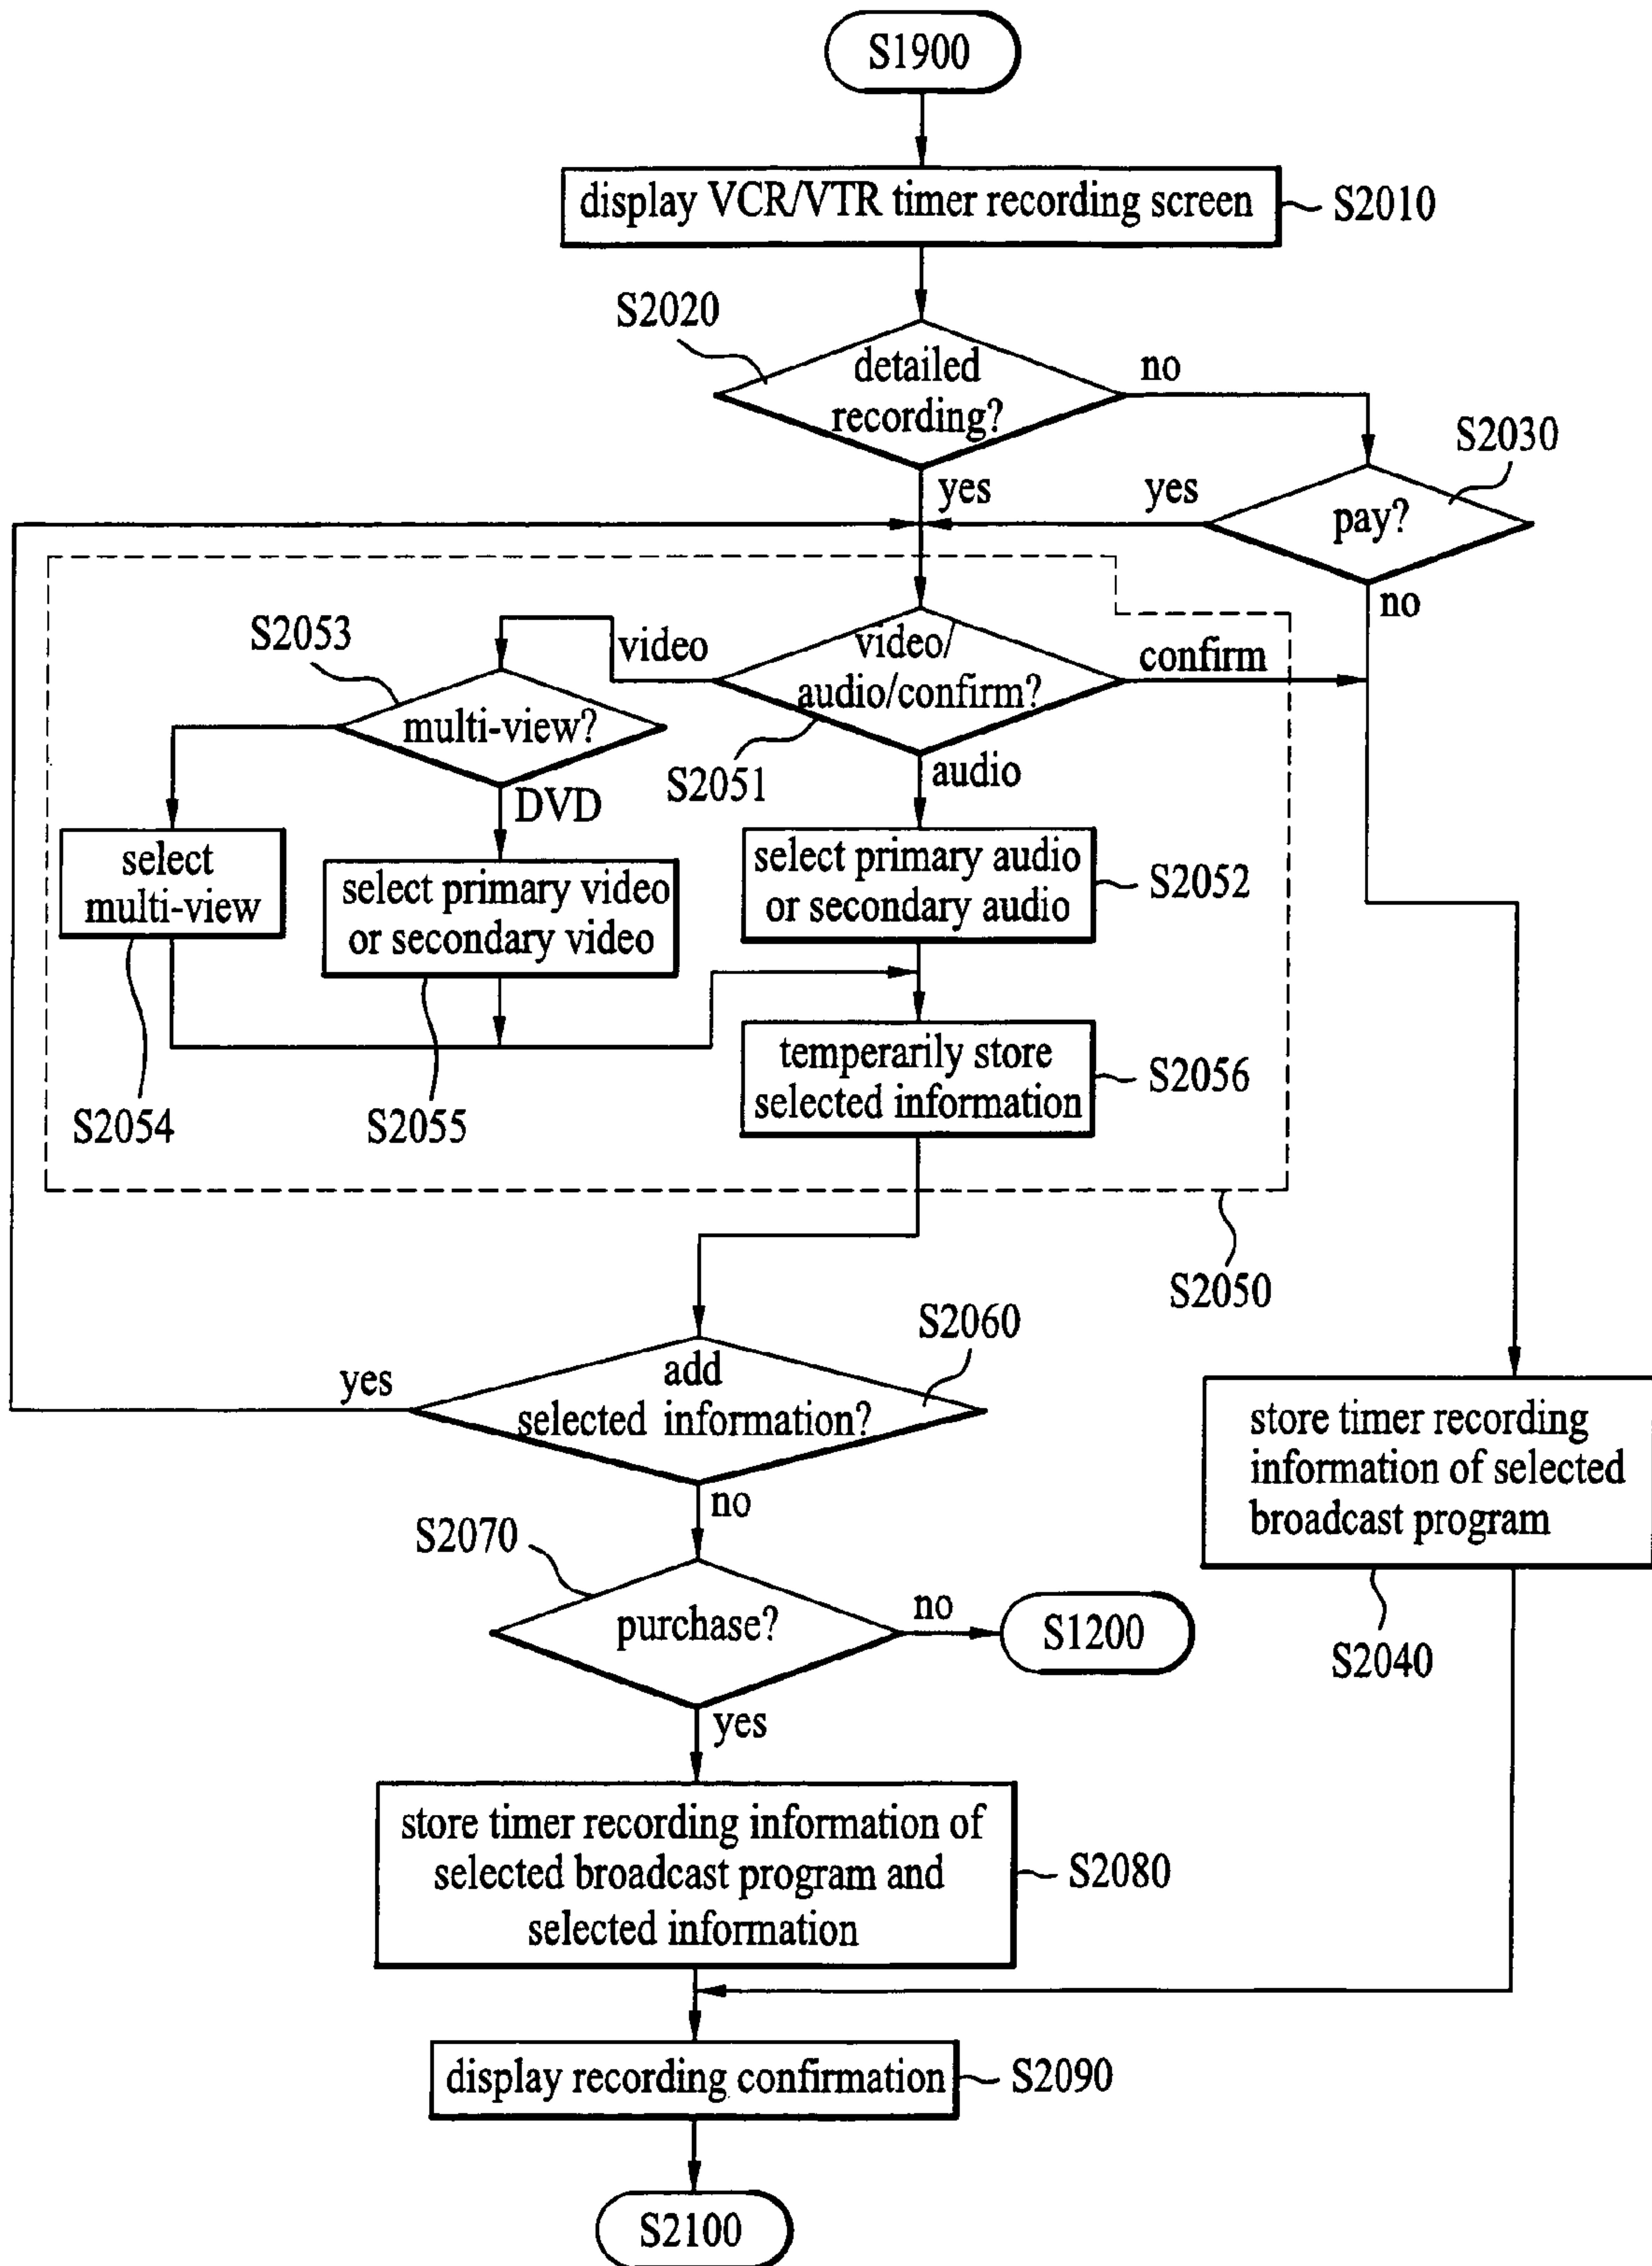 S1900
display VCR/VTR timer recording screen
S2010
S2020
detailed
recording?
no
S2030
yes
yes
pay?
no
S2053
video
video/
audio/confirm?
confirm
multi-view?
S2051
audio
DVD
select
multi-view
select primary video
or secondary video
select primary audio
or secondary audio
S2052
temperarily store
selected information
S2056
S2054
S2055
S2050
S2060
yes
add
selected information?
store timer recording
information of selected
broadcast program
no
S2070
purchase?
no
S1200
S2040
yes
store timer recording information of
selected broadcast program and
selected information
S2080
display recording confirmation
S2090
S2100